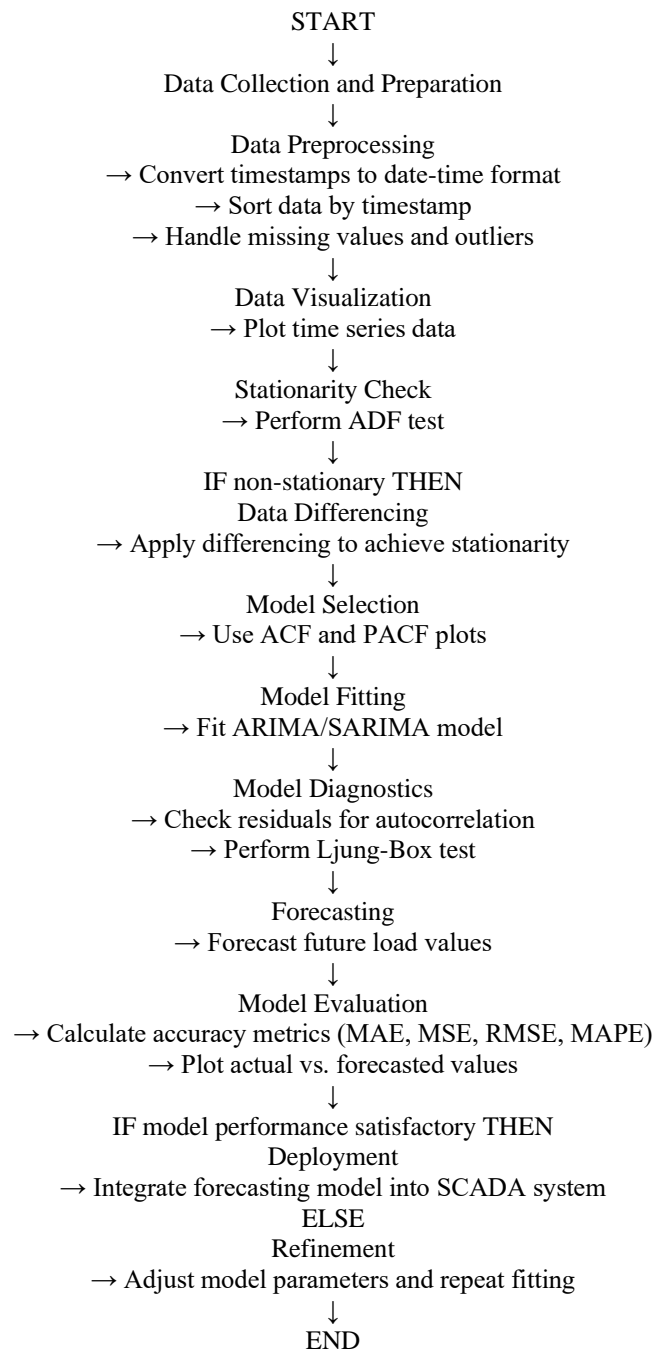 START
↓
Data Collection and Preparation
↓
Data Preprocessing
→ Convert timestamps to date-time format
→ Sort data by timestamp
→ Handle missing values and outliers
↓
Data Visualization
→ Plot time series data
↓
Stationarity Check
→ Perform ADF test
↓
IF non-stationary THEN
Data Differencing
→ Apply differencing to achieve stationarity
↓
Model Selection
→ Use ACF and PACF plots
↓
Model Fitting
→ Fit ARIMA/SARIMA model
↓
Model Diagnostics
→ Check residuals for autocorrelation
→ Perform Ljung-Box test
↓
Forecasting
→ Forecast future load values
↓
Model Evaluation
→ Calculate accuracy metrics (MAE, MSE, RMSE, MAPE)
→ Plot actual vs. forecasted values
↓
IF model performance satisfactory THEN
Deployment
→ Integrate forecasting model into SCADA system
ELSE
Refinement
→ Adjust model parameters and repeat fitting
↓
END